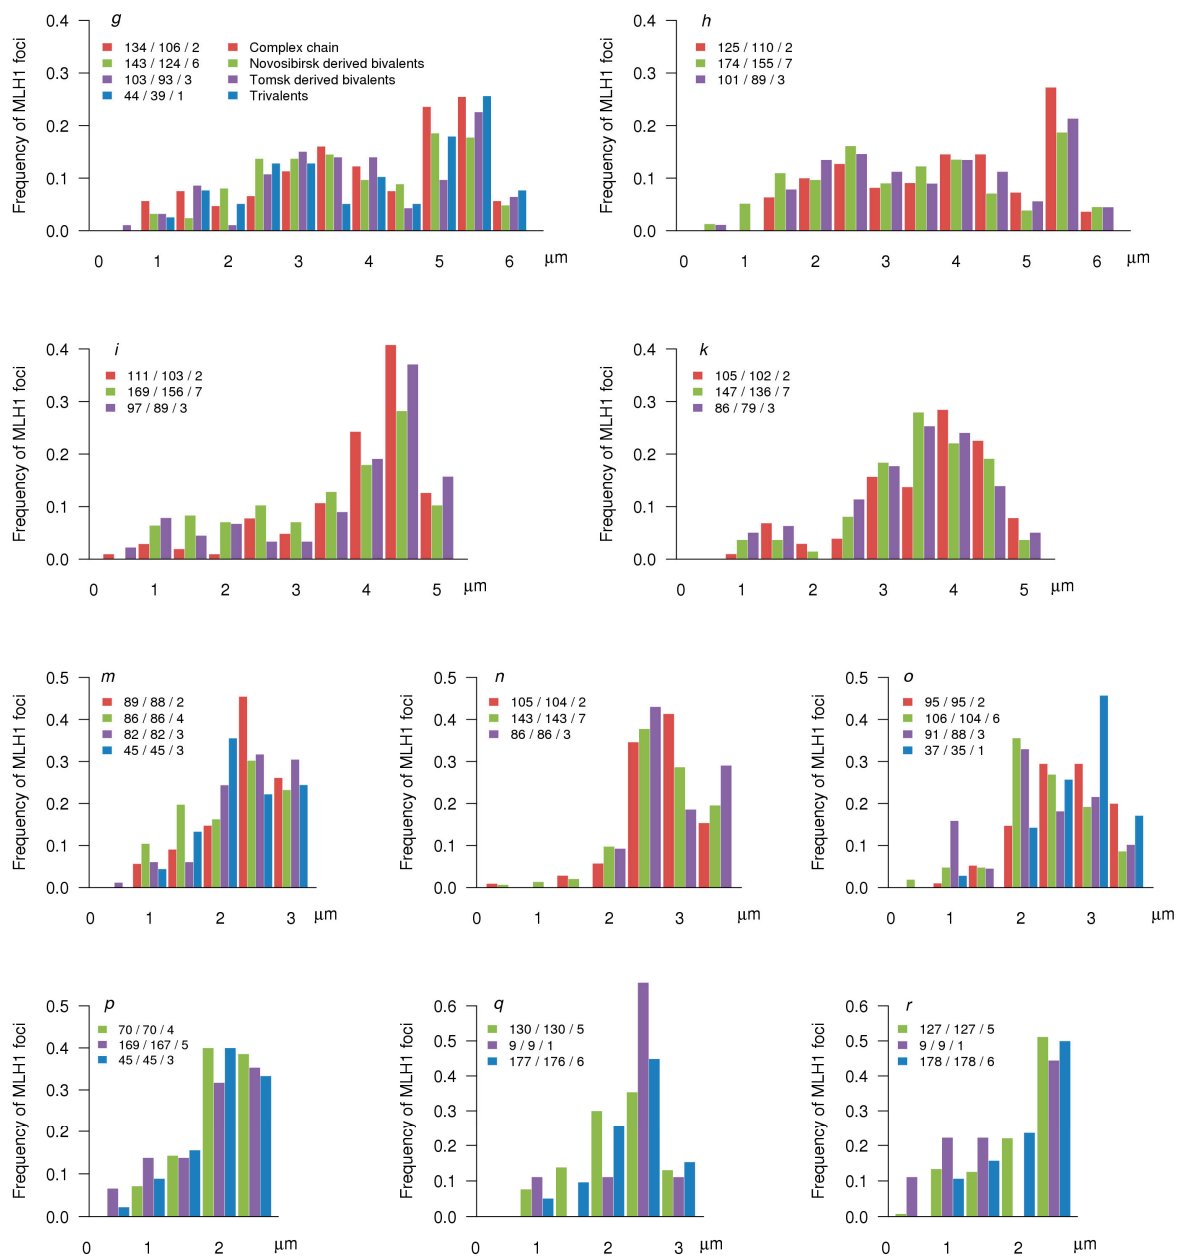 g
Frequency of MLH1 foci
0.4
0.3
0.2
0.1
0.0
134 / 106 / 2
143 / 124 / 6
103 / 93 / 3
44 / 39 / 1
Complex chain
Novosibirsk derived bivalents
Tomsk derived bivalents
Trivalents
0 1 2 3 4 5 6 μm
h
Frequency of MLH1 foci
0.4
0.3
0.2
0.1
0.0
125 / 110 / 2
174 / 155 / 7
101 / 89 / 3
0 1 2 3 4 5 6 μm
i
Frequency of MLH1 foci
0.4
0.3
0.2
0.1
0.0
111 / 103 / 2
169 / 156 / 7
97 / 89 / 3
0 1 2 3 4 5 μm
k
Frequency of MLH1 foci
0.4
0.3
0.2
0.1
0.0
105 / 102 / 2
147 / 136 / 7
86 / 79 / 3
0 1 2 3 4 5 μm
m
Frequency of MLH1 foci
0.5
0.4
0.3
0.2
0.1
0.0
89 / 88 / 2
86 / 86 / 4
82 / 82 / 3
45 / 45 / 3
0 1 2 3 μm
n
Frequency of MLH1 foci
0.5
0.4
0.3
0.2
0.1
0.0
105 / 104 / 2
143 / 143 / 7
86 / 86 / 3
0 1 2 3 μm
o
Frequency of MLH1 foci
0.5
0.4
0.3
0.2
0.1
0.0
95 / 95 / 2
106 / 104 / 6
91 / 88 / 3
37 / 35 / 1
0 1 2 3 μm
p
Frequency of MLH1 foci
0.5
0.4
0.3
0.2
0.1
0.0
70 / 70 / 4
169 / 167 / 5
45 / 45 / 3
0 1 2 μm
q
Frequency of MLH1 foci
0.6
0.5
0.4
0.3
0.2
0.1
0.0
130 / 130 / 5
9 / 9 / 1
177 / 176 / 6
0 1 2 3 μm
r
Frequency of MLH1 foci
0.6
0.5
0.4
0.3
0.2
0.1
0.0
127 / 127 / 5
9 / 9 / 1
178 / 178 / 6
0 1 2 μm